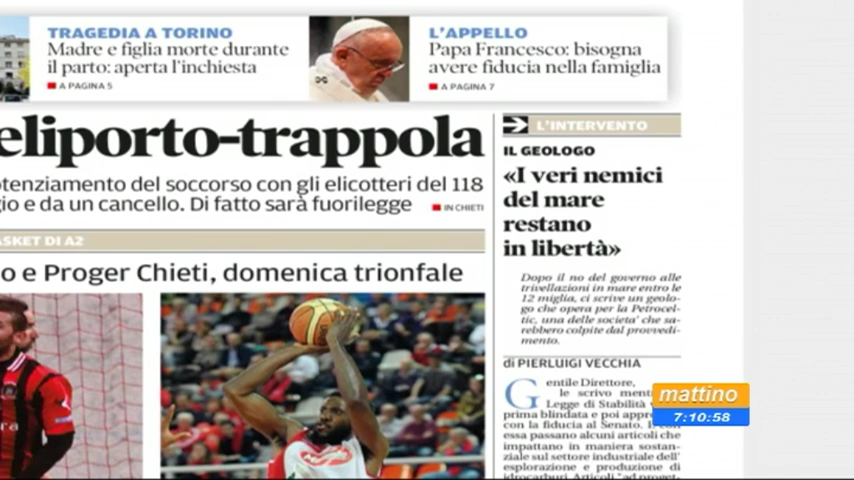 TRAGEDIA A TORINO
Madre e figlia morte durante
il parto: aperta l'inchiesta
A PAGINA 5
L'APPELLO
Papa Francesco: bisogna
avere fiducia nella famiglia
A PAGINA 7
eliporto-trappola
otenziamento del soccorso con gli elicotteri del 118
gio e da un cancello. Di fatto sarà fuorilegge
IN CHIETI
ASKET DI A2
o e Proger Chieti, domenica trionfale
L'INTERVENTO
IL GEOLOGO
«I veri nemici
del mare
restano
in libertà»
Dopo il no del governo alle
trivellazioni in mare entro le
12 miglia, ci scrive un geolo-
go che opera per la Petrocel-
tic, una delle societa' che sa-
rebbero colpite dal provvedi-
mento.
di PIERLUIGI VECCHIA
Gentile Direttore,
le scrivo ment
Legge di Stabilità
prima blindata e poi appr
con la fiducia al Senato. 
essa passano alcuni articoli che
impattano in maniera sostan-
ziale sul settore industriale dell'
esplorazione e produzione di
idrocarburi. Articoli "ad proget-
mattino
7:10:58